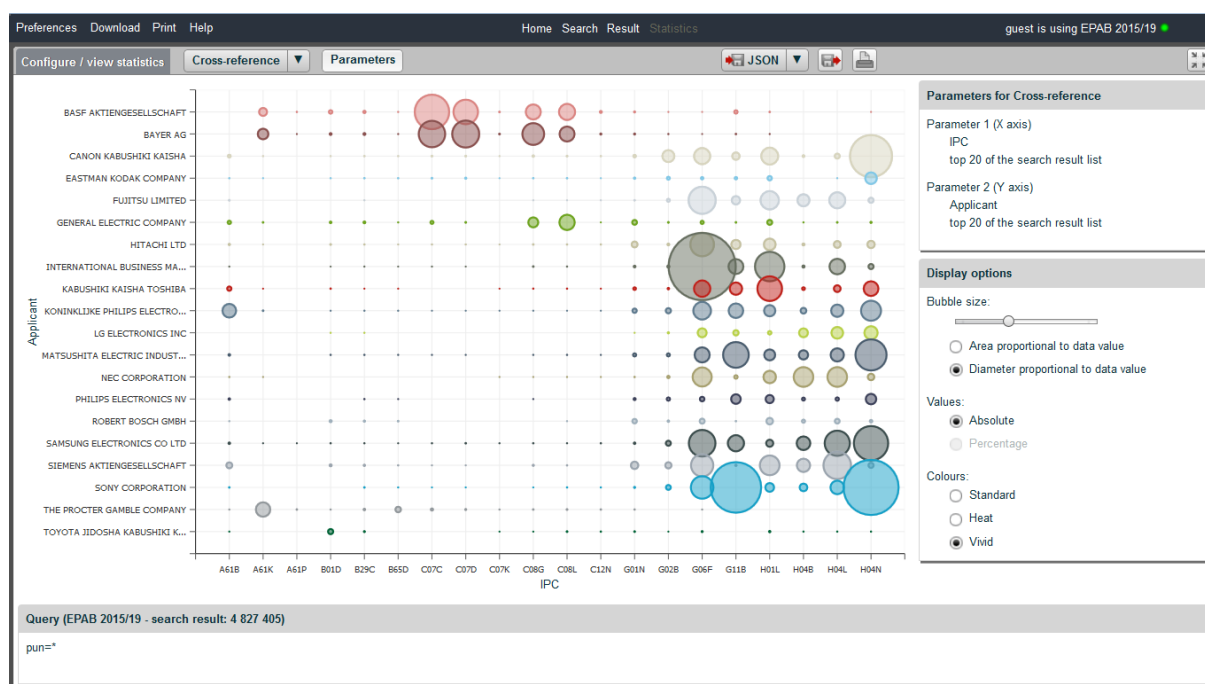 Preferences Download Print Help Home Search Result Statistics guest is using EPAB 2015/19
Configure / view statistics Cross-reference Parameters JSON
Applicant
BASF AKTIENGESELLSCHAFT
BAYER AG
CANON KABUSHIKI KAISHA
EASTMAN KODAK COMPANY
FUJITSU LIMITED
GENERAL ELECTRIC COMPANY
HITACHI LTD
INTERNATIONAL BUSINESS MA...
KABUSHIKI KAISHA TOSHIBA
KONINKLIJKE PHILIPS ELECTRO...
LG ELECTRONICS INC
MATSUSHITA ELECTRIC INDUST...
NEC CORPORATION
PHILIPS ELECTRONICS NV
ROBERT BOSCH GMBH
SAMSUNG ELECTRONICS CO LTD
SIEMENS AKTIENGESELLSCHAFT
SONY CORPORATION
THE PROCTER GAMBLE COMPANY
TOYOTA JIDOSHA KABUSHIKI K...
A61B A61K A61P B01D B29C B65D C07C C07D C07K C08G C08L C12N G01N G02B G06F G11B H01L H04B H04L H04N
IPC
Parameters for Cross-reference
Parameter 1 (X axis)
IPC
top 20 of the search result list
Parameter 2 (Y axis)
Applicant
top 20 of the search result list
Display options
Bubble size:
Area proportional to data value
Diameter proportional to data value
Values:
Absolute
Percentage
Colours:
Standard
Heat
Vivid
Query (EPAB 2015/19 - search result: 4 827 405)
pun=*